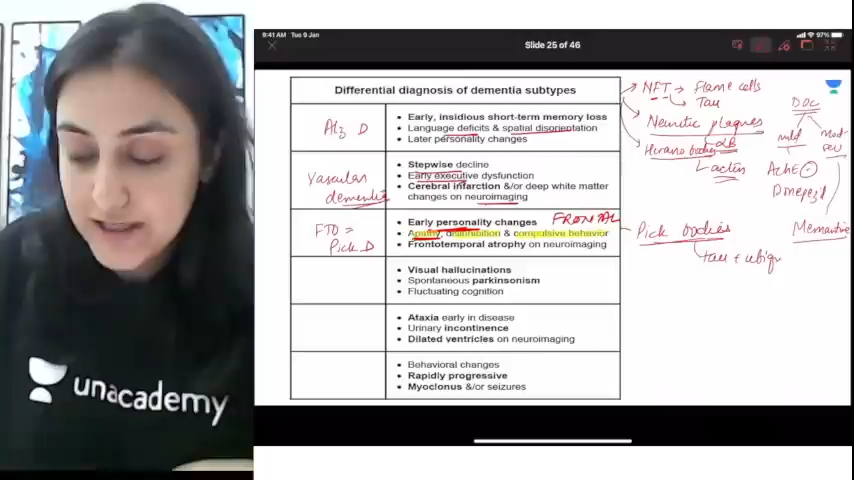 9:41 AM Tue 9 Jan
97%
Slide 25 of 46
Differential diagnosis of dementia subtypes
Alz D
• Early, insidious short-term memory loss
• Language deficits & spatial disorientation
• Later personality changes
Vascular
dementia
• Stepwise decline
• Early executive dysfunction
• Cerebral infarction &/or deep white matter
changes on neuroimaging
FTD =
Pick D
• Early personality changes
FRONTAL
• Apathy, disinhibition & compulsive behavior
• Frontotemporal atrophy on neuroimaging
• Visual hallucinations
• Spontaneous parkinsonism
• Fluctuating cognition
• Ataxia early in disease
• Urinary incontinence
• Dilated ventricles on neuroimaging
• Behavioral changes
• Rapidly progressive
• Myoclonus &/or seizures
NFT → Flame cells
Tau
Neuritic plaques
Hirano bodies
Lactin
Pick bodies
tau + ubiq
DOC
mild
Mod
sev
AchE
Donepezil
Memantine
unacademy